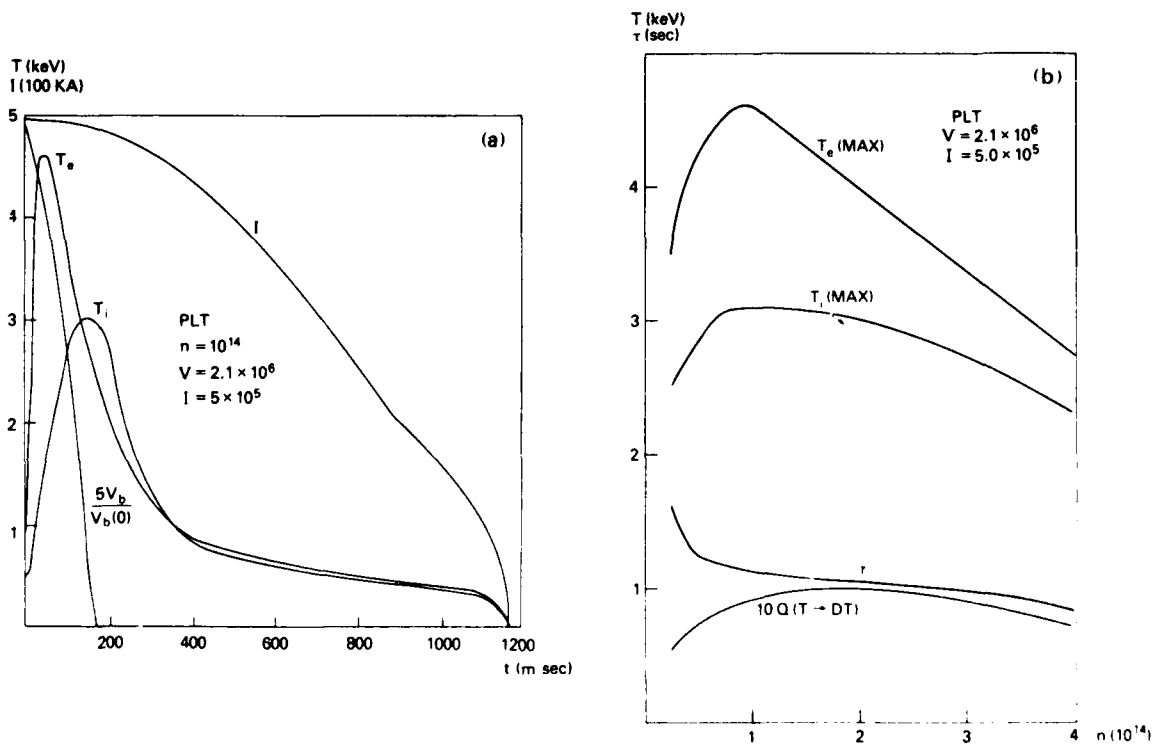 T (keV)
I (100 KA)
5
4
3
2
1
(a)
T_e
T_i
I
PLT
n = 10^14
V = 2.1 × 10^6
I = 5 × 10^5
5V_b
V_b(0)
200
400
600
800
1000
1200
t (m sec)
T (keV)
τ (sec)
(b)
PLT
V = 2.1 × 10^6
I = 5.0 × 10^5
T_e (MAX)
4
T_i (MAX)
3
2
τ
1
10 Q (T → DT)
1
2
3
4
n (10^14)